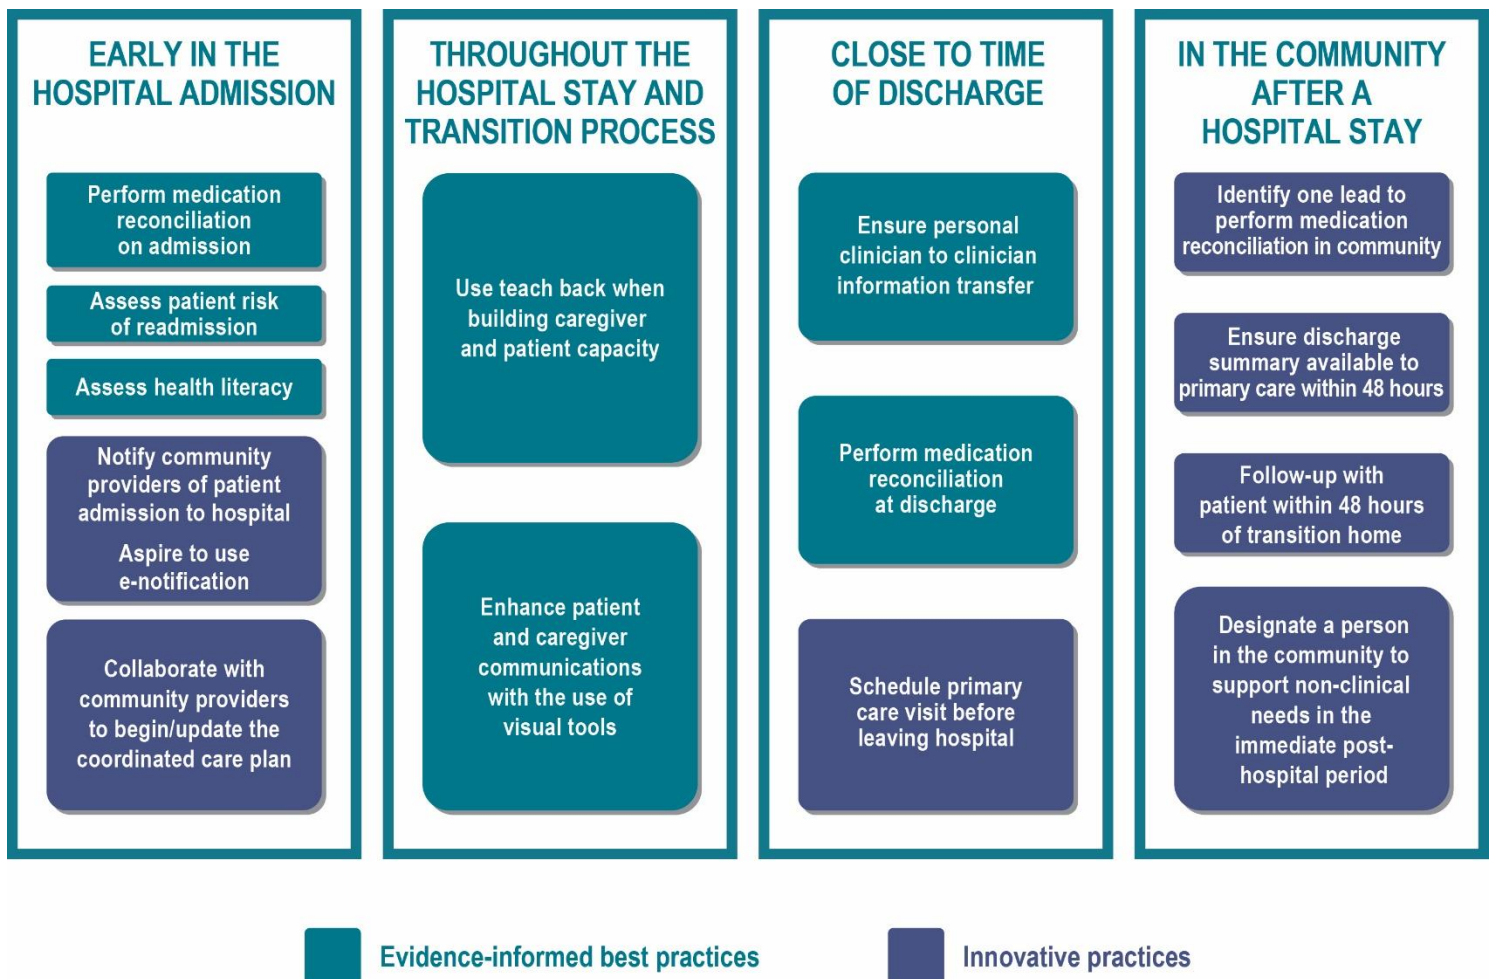 EARLY IN THE
HOSPITAL ADMISSION
Perform medication
reconciliation
on admission
Assess patient risk
of readmission
Assess health literacy
Notify community
providers of patient
admission to hospital
Aspire to use
e-notification
Collaborate with
community providers
to begin/update the
coordinated care plan
THROUGHOUT THE
HOSPITAL STAY AND
TRANSITION PROCESS
Use teach back when
building caregiver
and patient capacity
Enhance patient
and caregiver
communications
with the use of
visual tools
CLOSE TO TIME
OF DISCHARGE
Ensure personal
clinician to clinician
information transfer
Perform medication
reconciliation
at discharge
Schedule primary
care visit before
leaving hospital
IN THE COMMUNITY
AFTER A
HOSPITAL STAY
Identify one lead to
perform medication
reconciliation in community
Ensure discharge
summary available to
primary care within 48 hours
Follow-up with
patient within 48 hours
of transition home
Designate a person
in the community to
support non-clinical
needs in the
immediate post-
hospital period
Evidence-informed best practices
Innovative practices